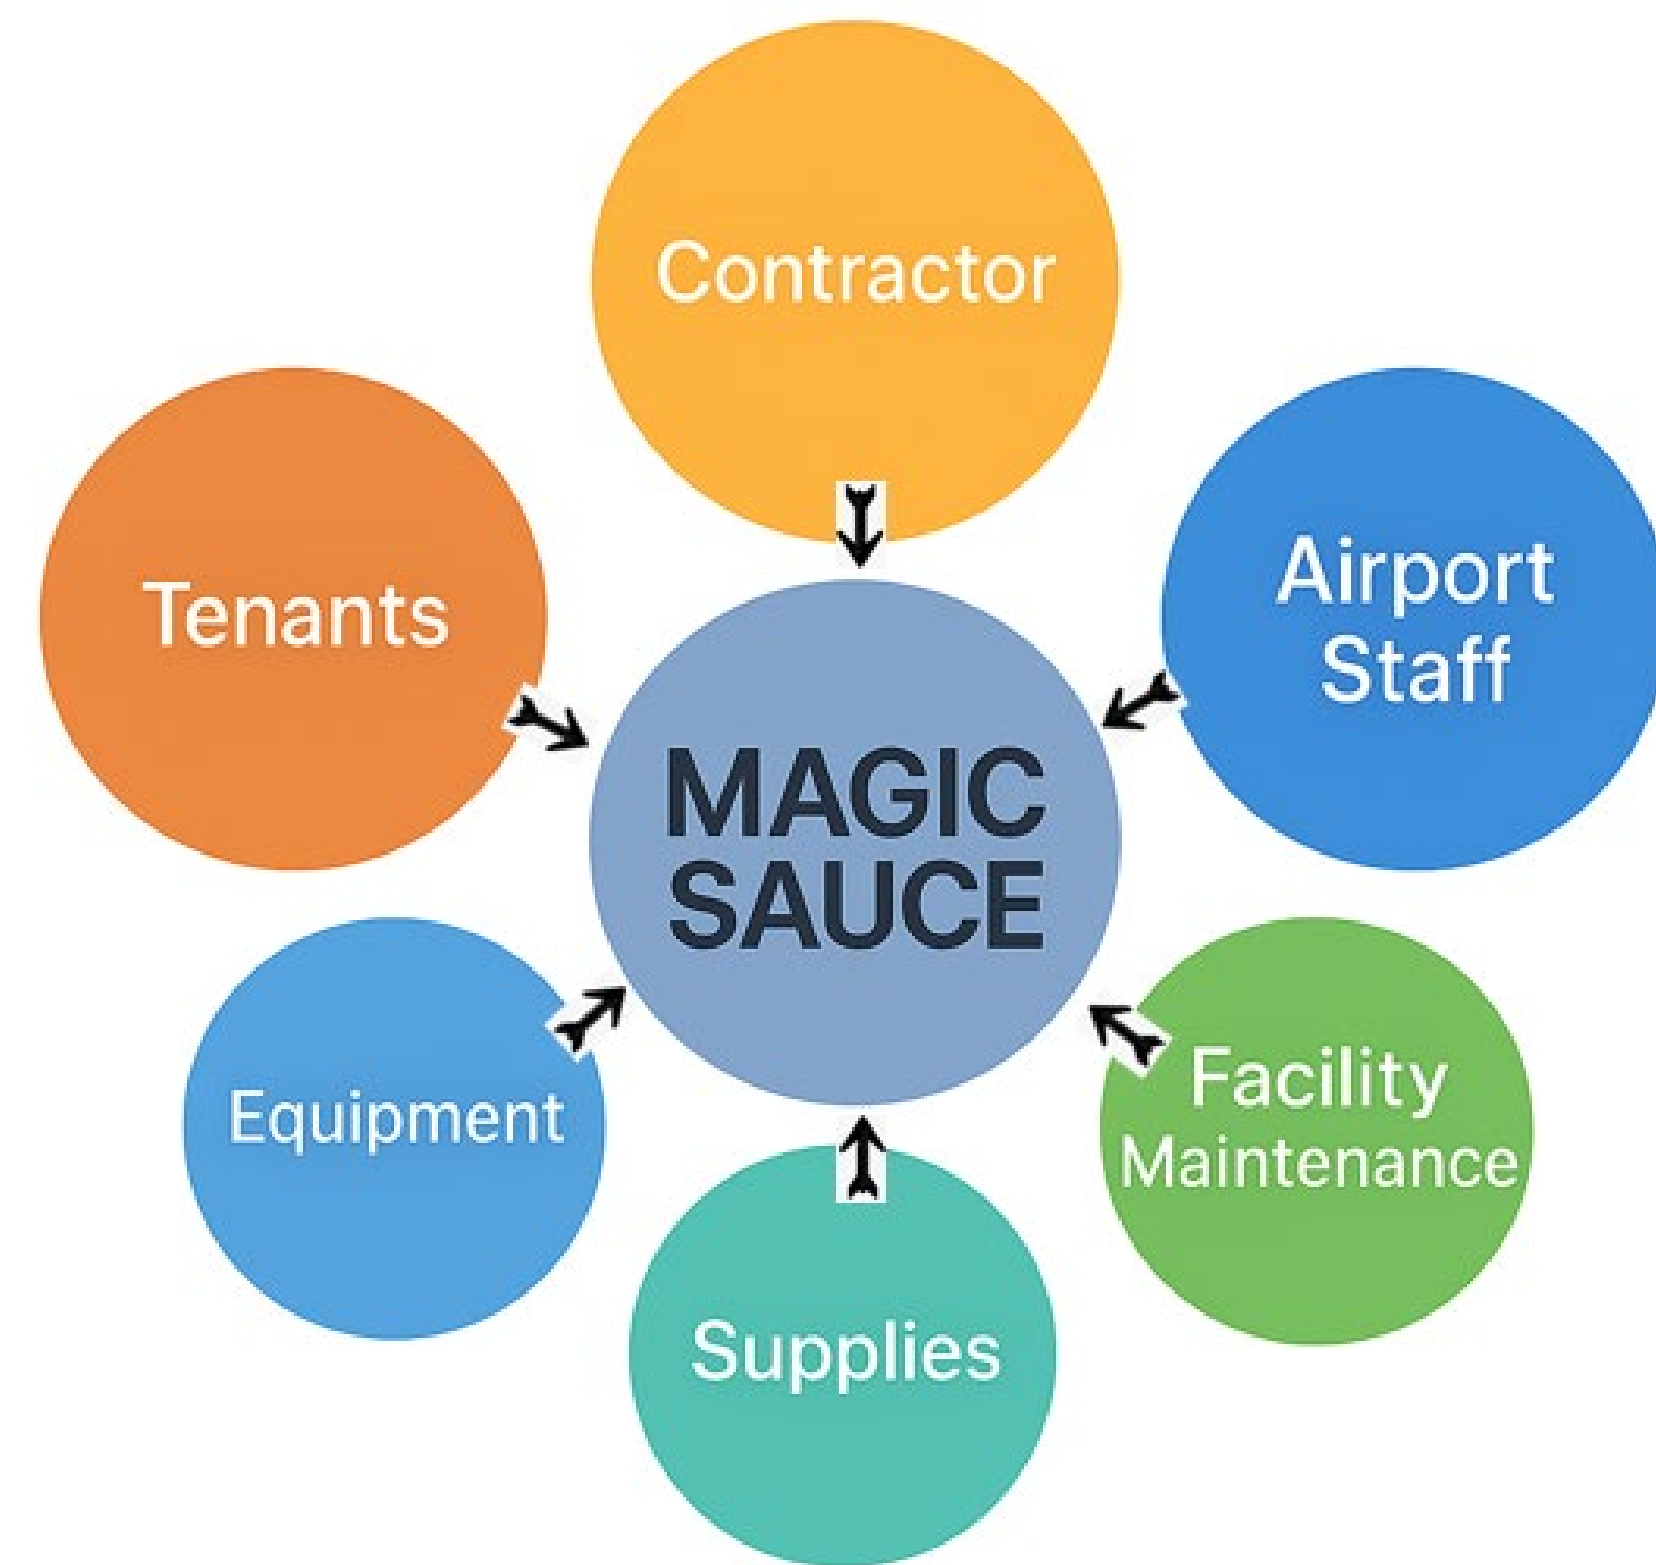 Contractor
Tenants
Airport
Staff
MAGIC
SAUCE
Equipment
Facility
Maintenance
Supplies